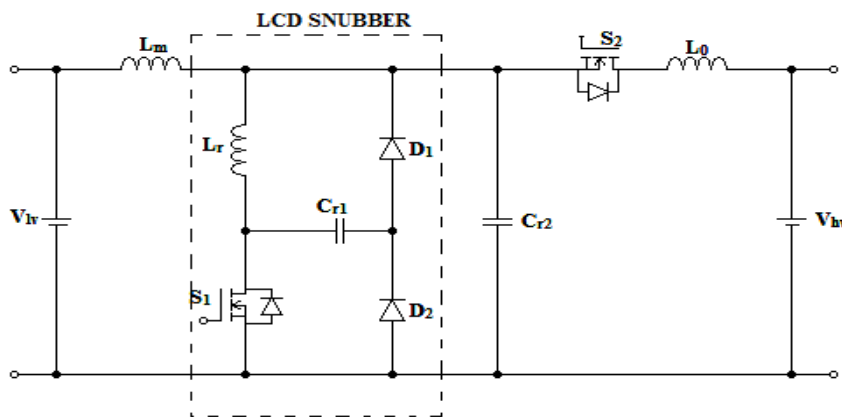 LCD SNUBBER
Lm
S2
L0
Lr
D1
Cr1
Vlv
Cr2
Vhv
S1
D2